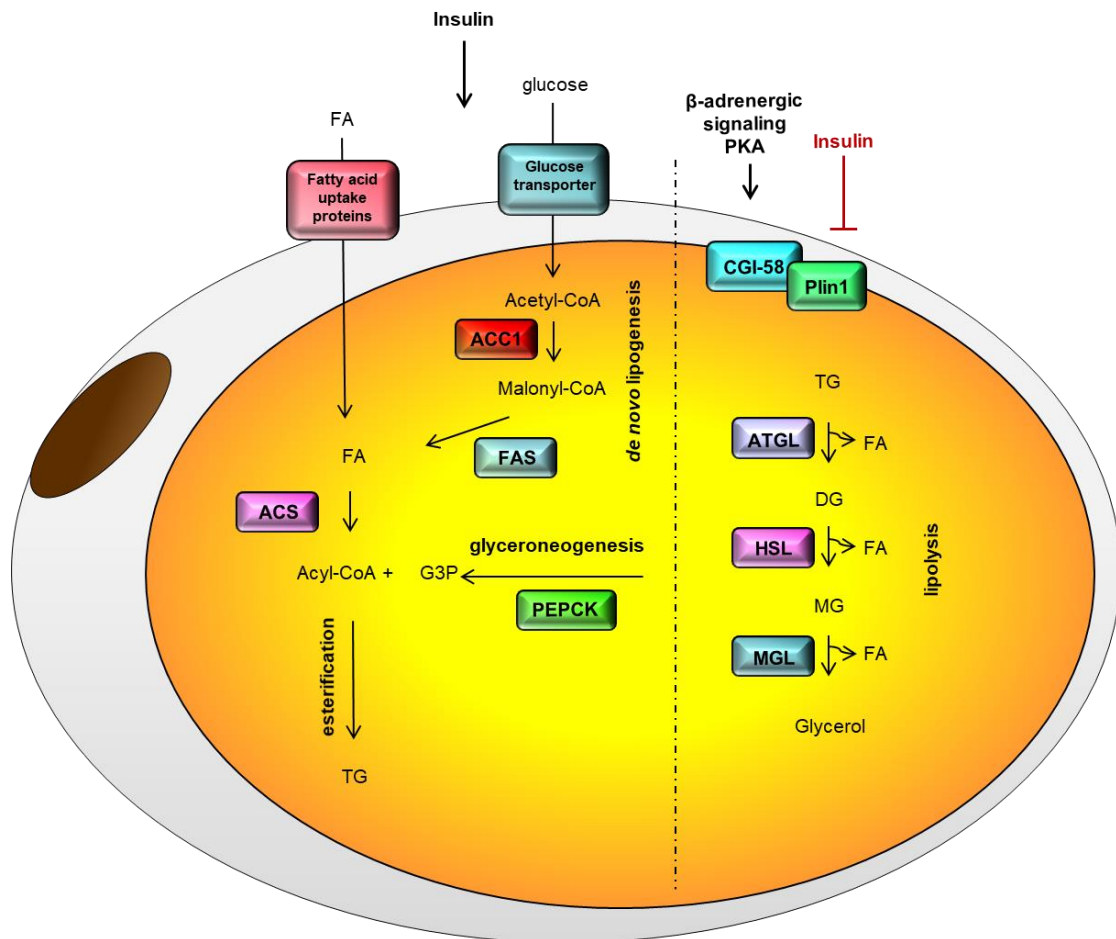 Insulin
glucose
FA
Fatty acid
uptake
proteins
Glucose
transporter
Acetyl-CoA
ACC1
Malonyl-CoA
de novo lipogenesis
FAS
FA
ACS
glyceroneogenesis
Acyl-CoA + G3P
PEPCK
esterification
TG
β-adrenergic
signaling
PKA
Insulin
CGI-58
Plin1
TG
ATGL
FA
DG
HSL
FA
MG
MGL
FA
Glycerol
lipolysis